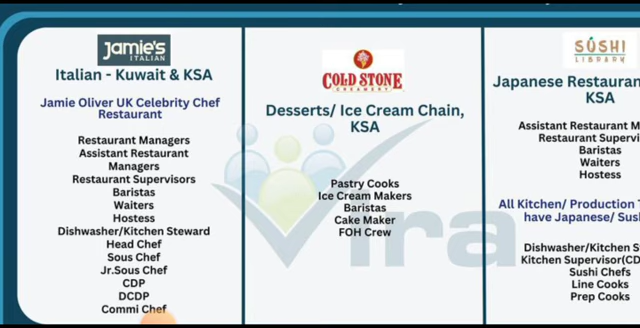 Jamie's
ITALIAN
Italian - Kuwait & KSA
Jamie Oliver UK Celebrity Chef
Restaurant
Restaurant Managers
Assistant Restaurant
Managers
Restaurant Supervisors
Baristas
Waiters
Hostess
Dishwasher/Kitchen Steward
Head Chef
Sous Chef
Jr.Sous Chef
CDP
DCDP
Commi Chef
COLD STONE
CREAMERY
Desserts/ Ice Cream Chain,
KSA
Pastry Cooks
Ice Cream Makers
Baristas
Cake Maker
FOH Crew
Vira
SŪSHI
LIBRARY
Japanese Restauran
KSA
Assistant Restaurant M
Restaurant Supervi
Baristas
Waiters
Hostess
All Kitchen/ Production T
have Japanese/ Sus
Dishwasher/Kitchen S
Kitchen Supervisor(CD
Sushi Chefs
Line Cooks
Prep Cooks